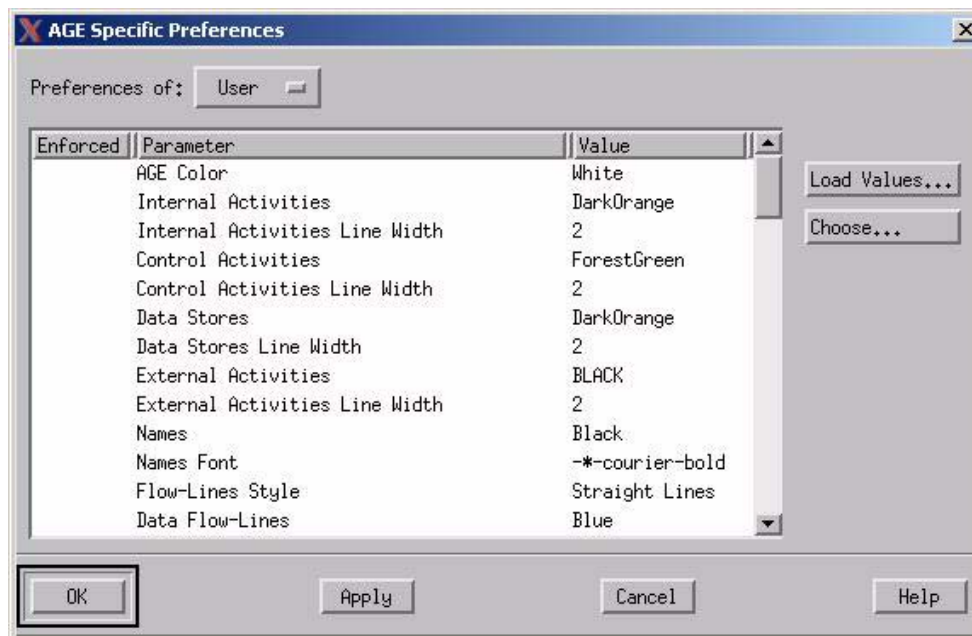 AGE Specific Preferences
Preferences of: User
Enforced Parameter Value
AGE Color White
Internal Activities DarkOrange
Internal Activities Line Width 2
Control Activities ForestGreen
Control Activities Line Width 2
Data Stores DarkOrange
Data Stores Line Width 2
External Activities BLACK
External Activities Line Width 2
Names Black
Names Font -*-courier-bold
Flow-Lines Style Straight Lines
Data Flow-Lines Blue
Load Values...
Choose...
OK Apply Cancel Help